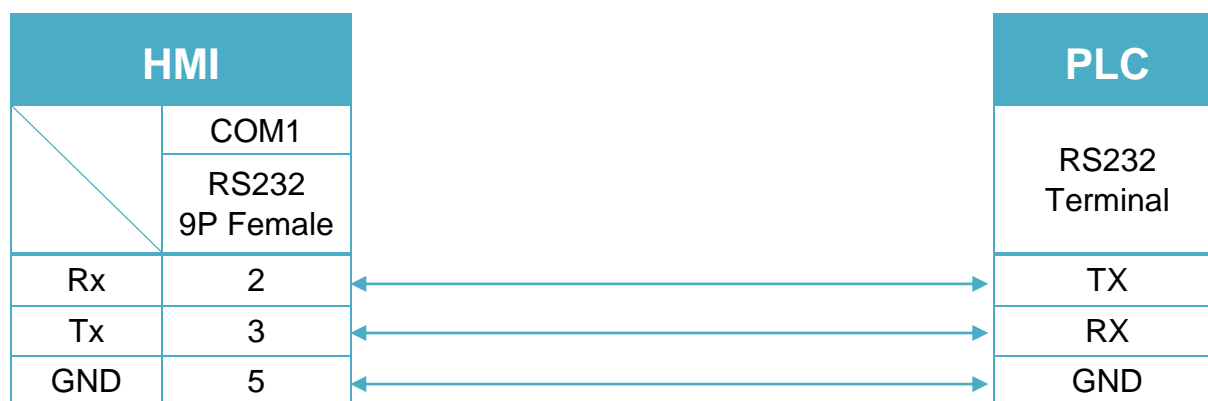 HMI
PLC
COM1
RS232
9P Female
RS232
Terminal
Rx 2 TX
Tx 3 RX
GND 5 GND